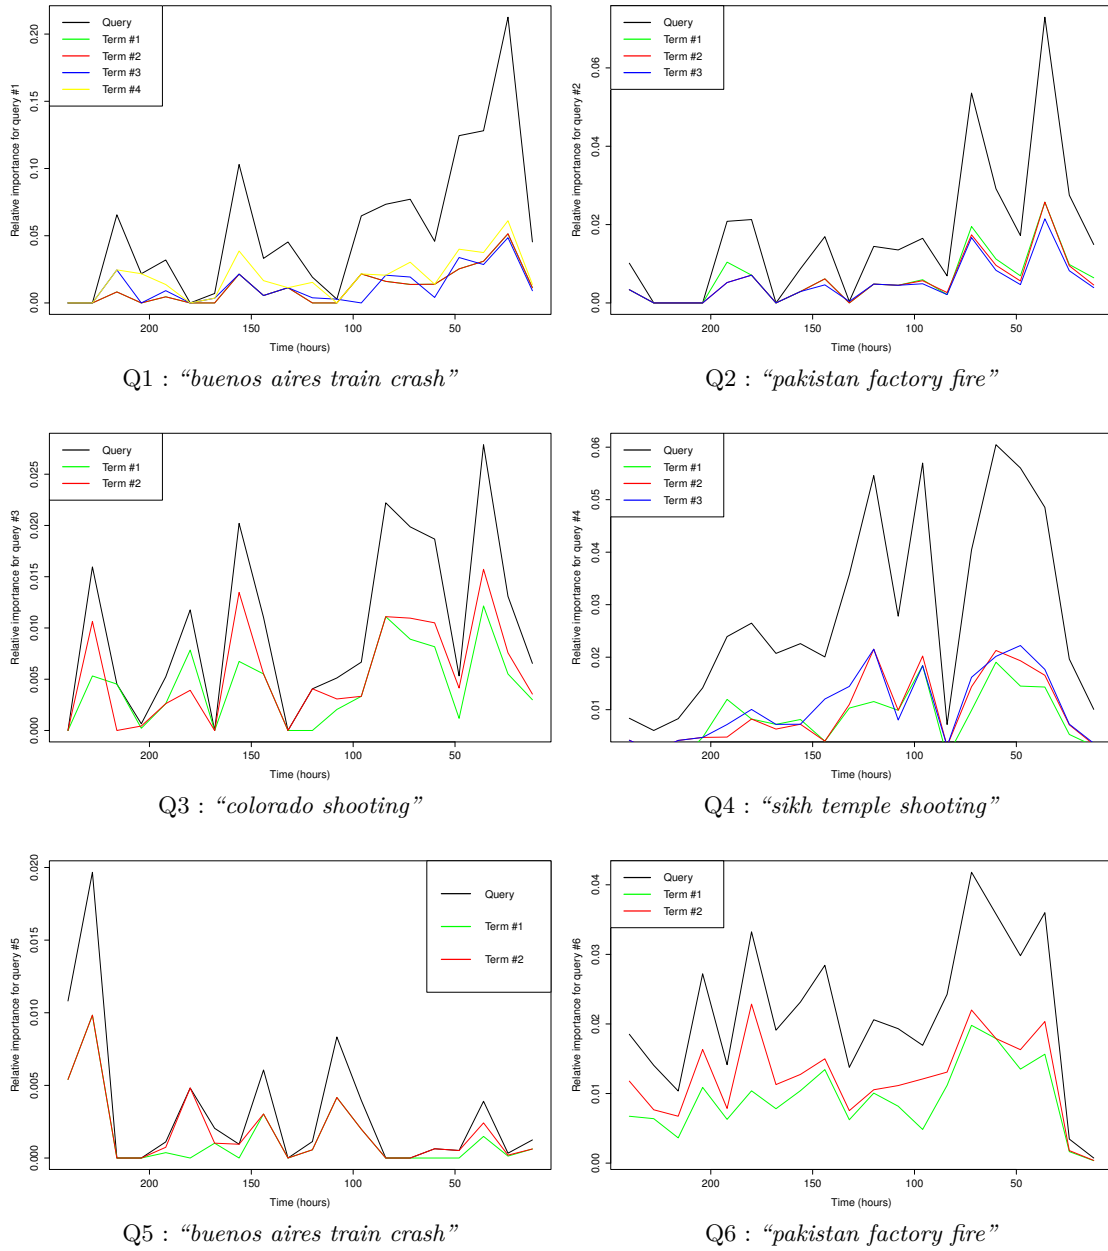 Query
Term #1
Term #2
Term #3
Term #4
Relative importance for query #1
0.00 0.05 0.10 0.15 0.20
200 150 100 50
Time (hours)
Q1 : “buenos aires train crash”
Query
Term #1
Term #2
Term #3
Relative importance for query #2
0.00 0.02 0.04 0.06
200 150 100 50
Time (hours)
Q2 : “pakistan factory fire”
Query
Term #1
Term #2
Relative importance for query #3
0.000 0.005 0.010 0.015 0.020 0.025
200 150 100 50
Time (hours)
Q3 : “colorado shooting”
Query
Term #1
Term #2
Term #3
Relative importance for query #4
0.01 0.02 0.03 0.04 0.05 0.06
200 150 100 50
Time (hours)
Q4 : “sikh temple shooting”
Query
Term #1
Term #2
Relative importance for query #5
0.000 0.005 0.010 0.015 0.020
200 150 100 50
Time (hours)
Q5 : “buenos aires train crash”
Query
Term #1
Term #2
Relative importance for query #6
0.00 0.01 0.02 0.03 0.04
200 150 100 50
Time (hours)
Q6 : “pakistan factory fire”